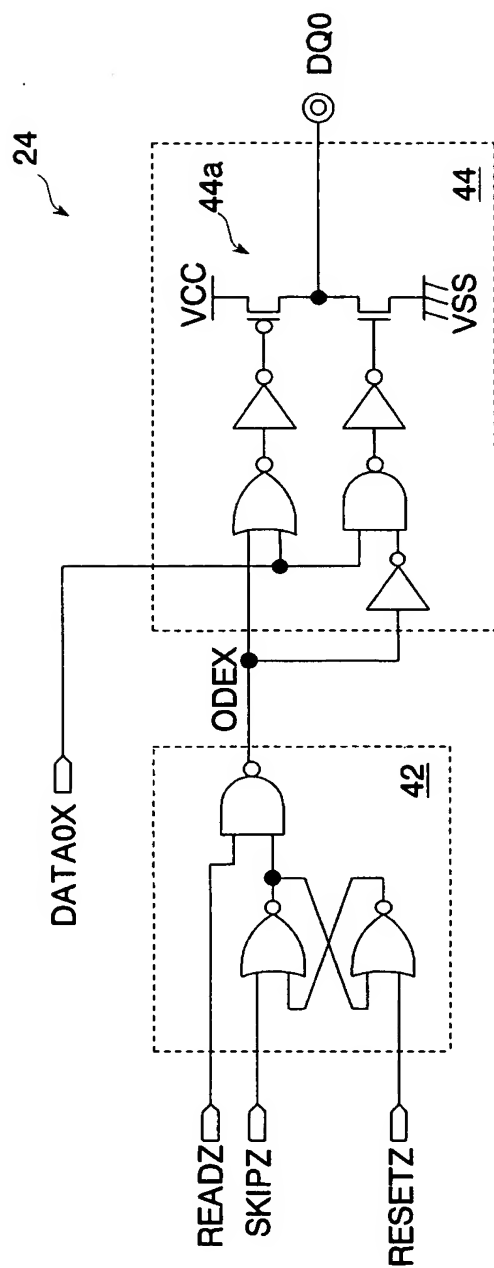 24
DATA0X
READZ
SKIPZ
RESETZ
42
ODEX
44a
VCC
VSS
44
DQ0